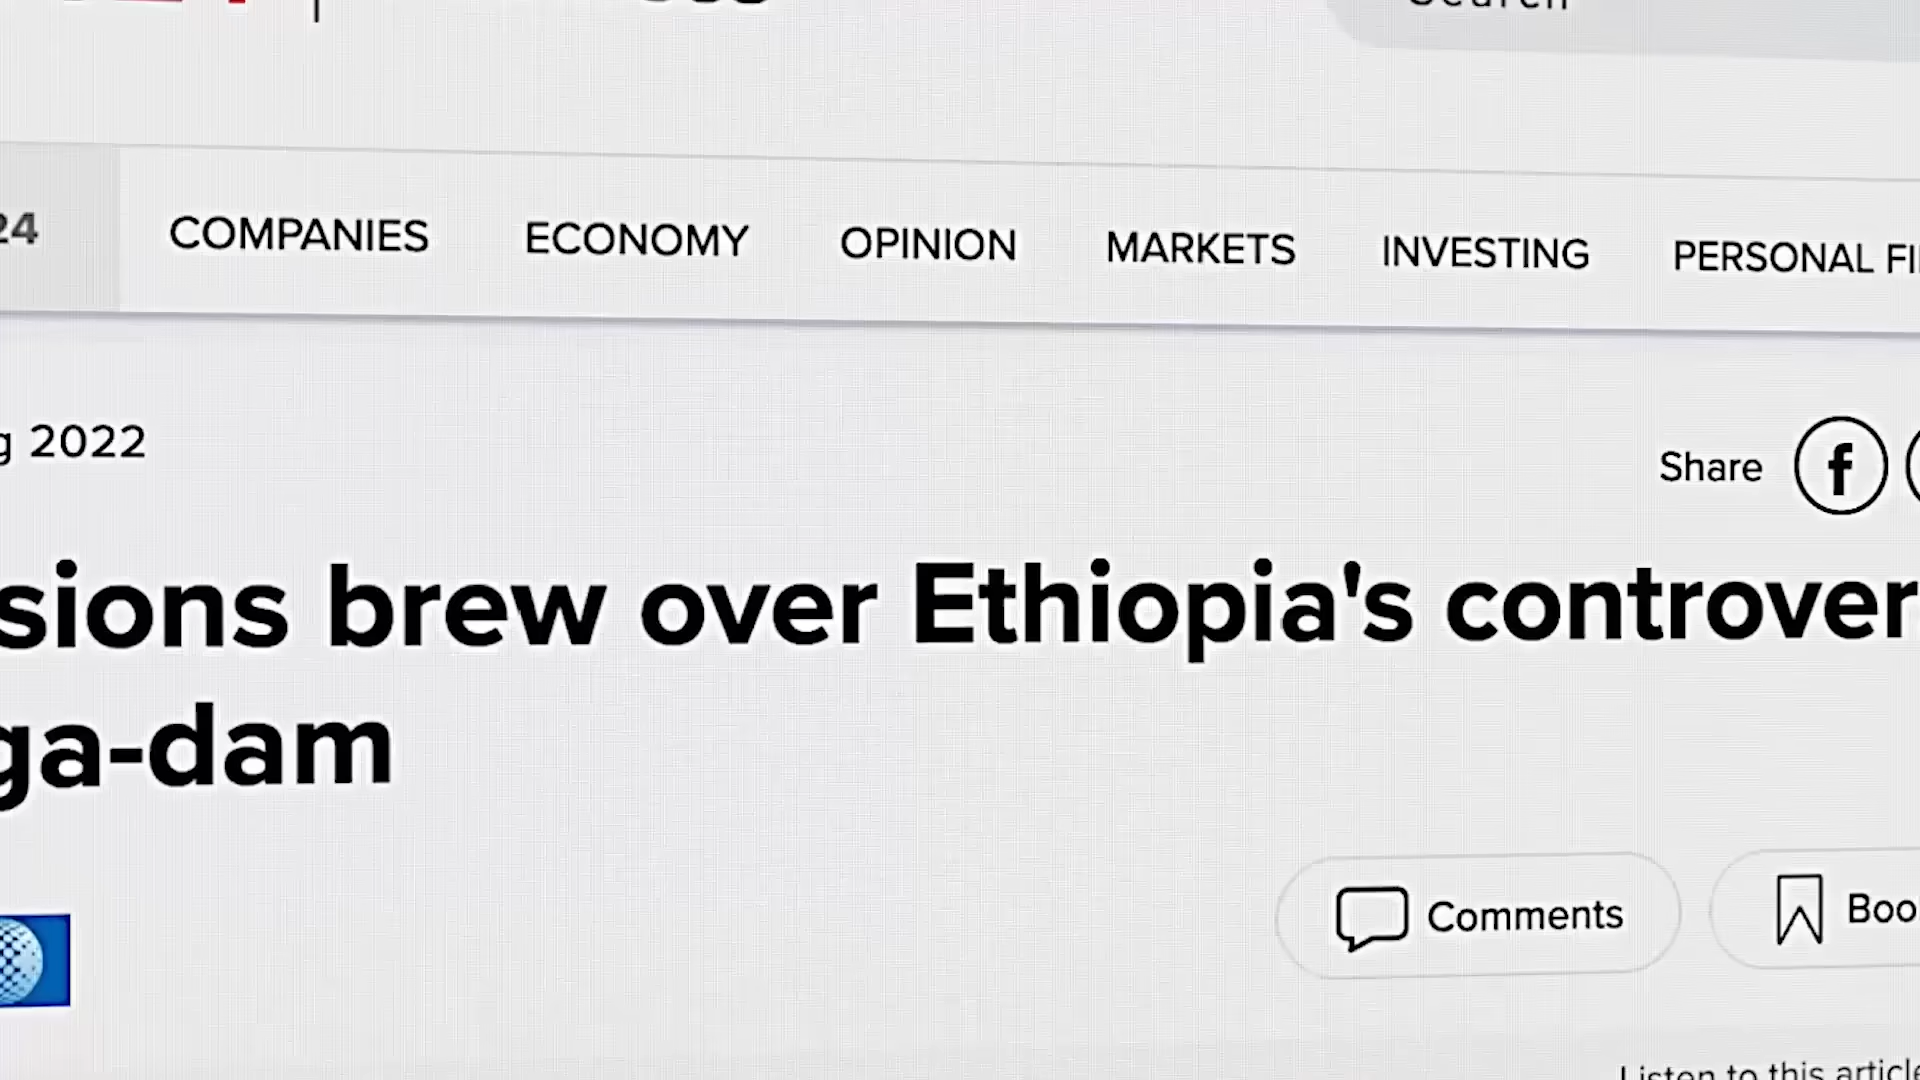 Search
24 COMPANIES ECONOMY OPINION MARKETS INVESTING PERSONAL FI
g 2022
Share f
sions brew over Ethiopia's controver
ga-dam
Comments Boo
Listen to this article